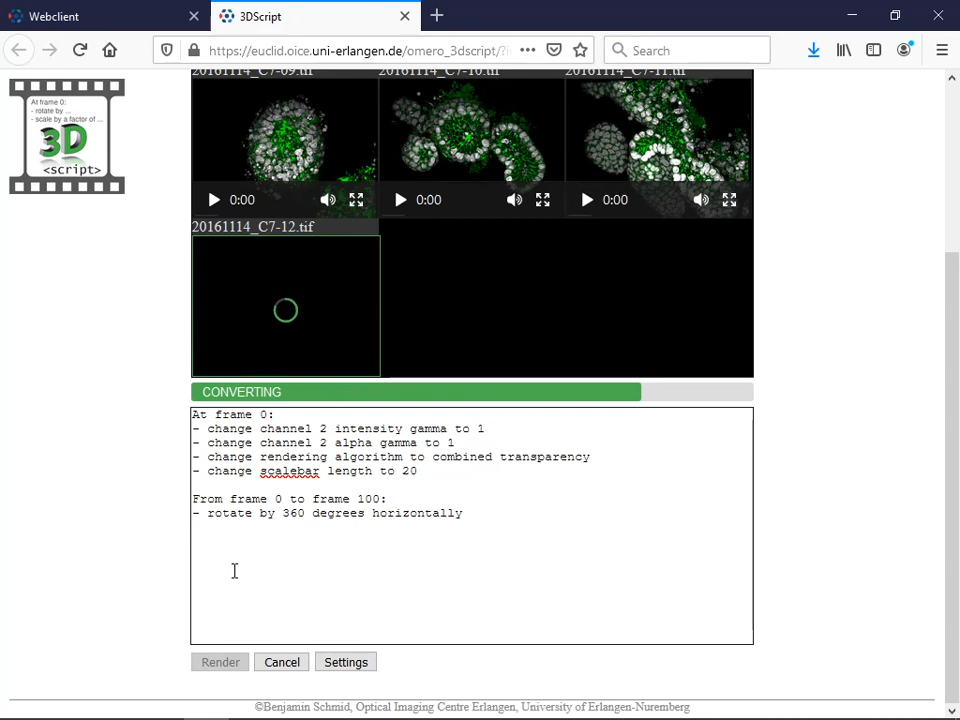 Webclient
3DScript
https://euclid.oice.uni-erlangen.de/omero_3dscript/?i
Search
At frame 0:
- rotate by ...
- scale by a factor of ...
3D
<script>
20161114_C7-09.tif
20161114_C7-10.tif
20161114_C7-11.tif
0:00
0:00
0:00
20161114_C7-12.tif
CONVERTING
At frame 0:
- change channel 2 intensity gamma to 1
- change channel 2 alpha gamma to 1
- change rendering algorithm to combined transparency
- change scalebar length to 20
From frame 0 to frame 100:
- rotate by 360 degrees horizontally
Render
Cancel
Settings
©Benjamin Schmid, Optical Imaging Centre Erlangen, University of Erlangen-Nuremberg